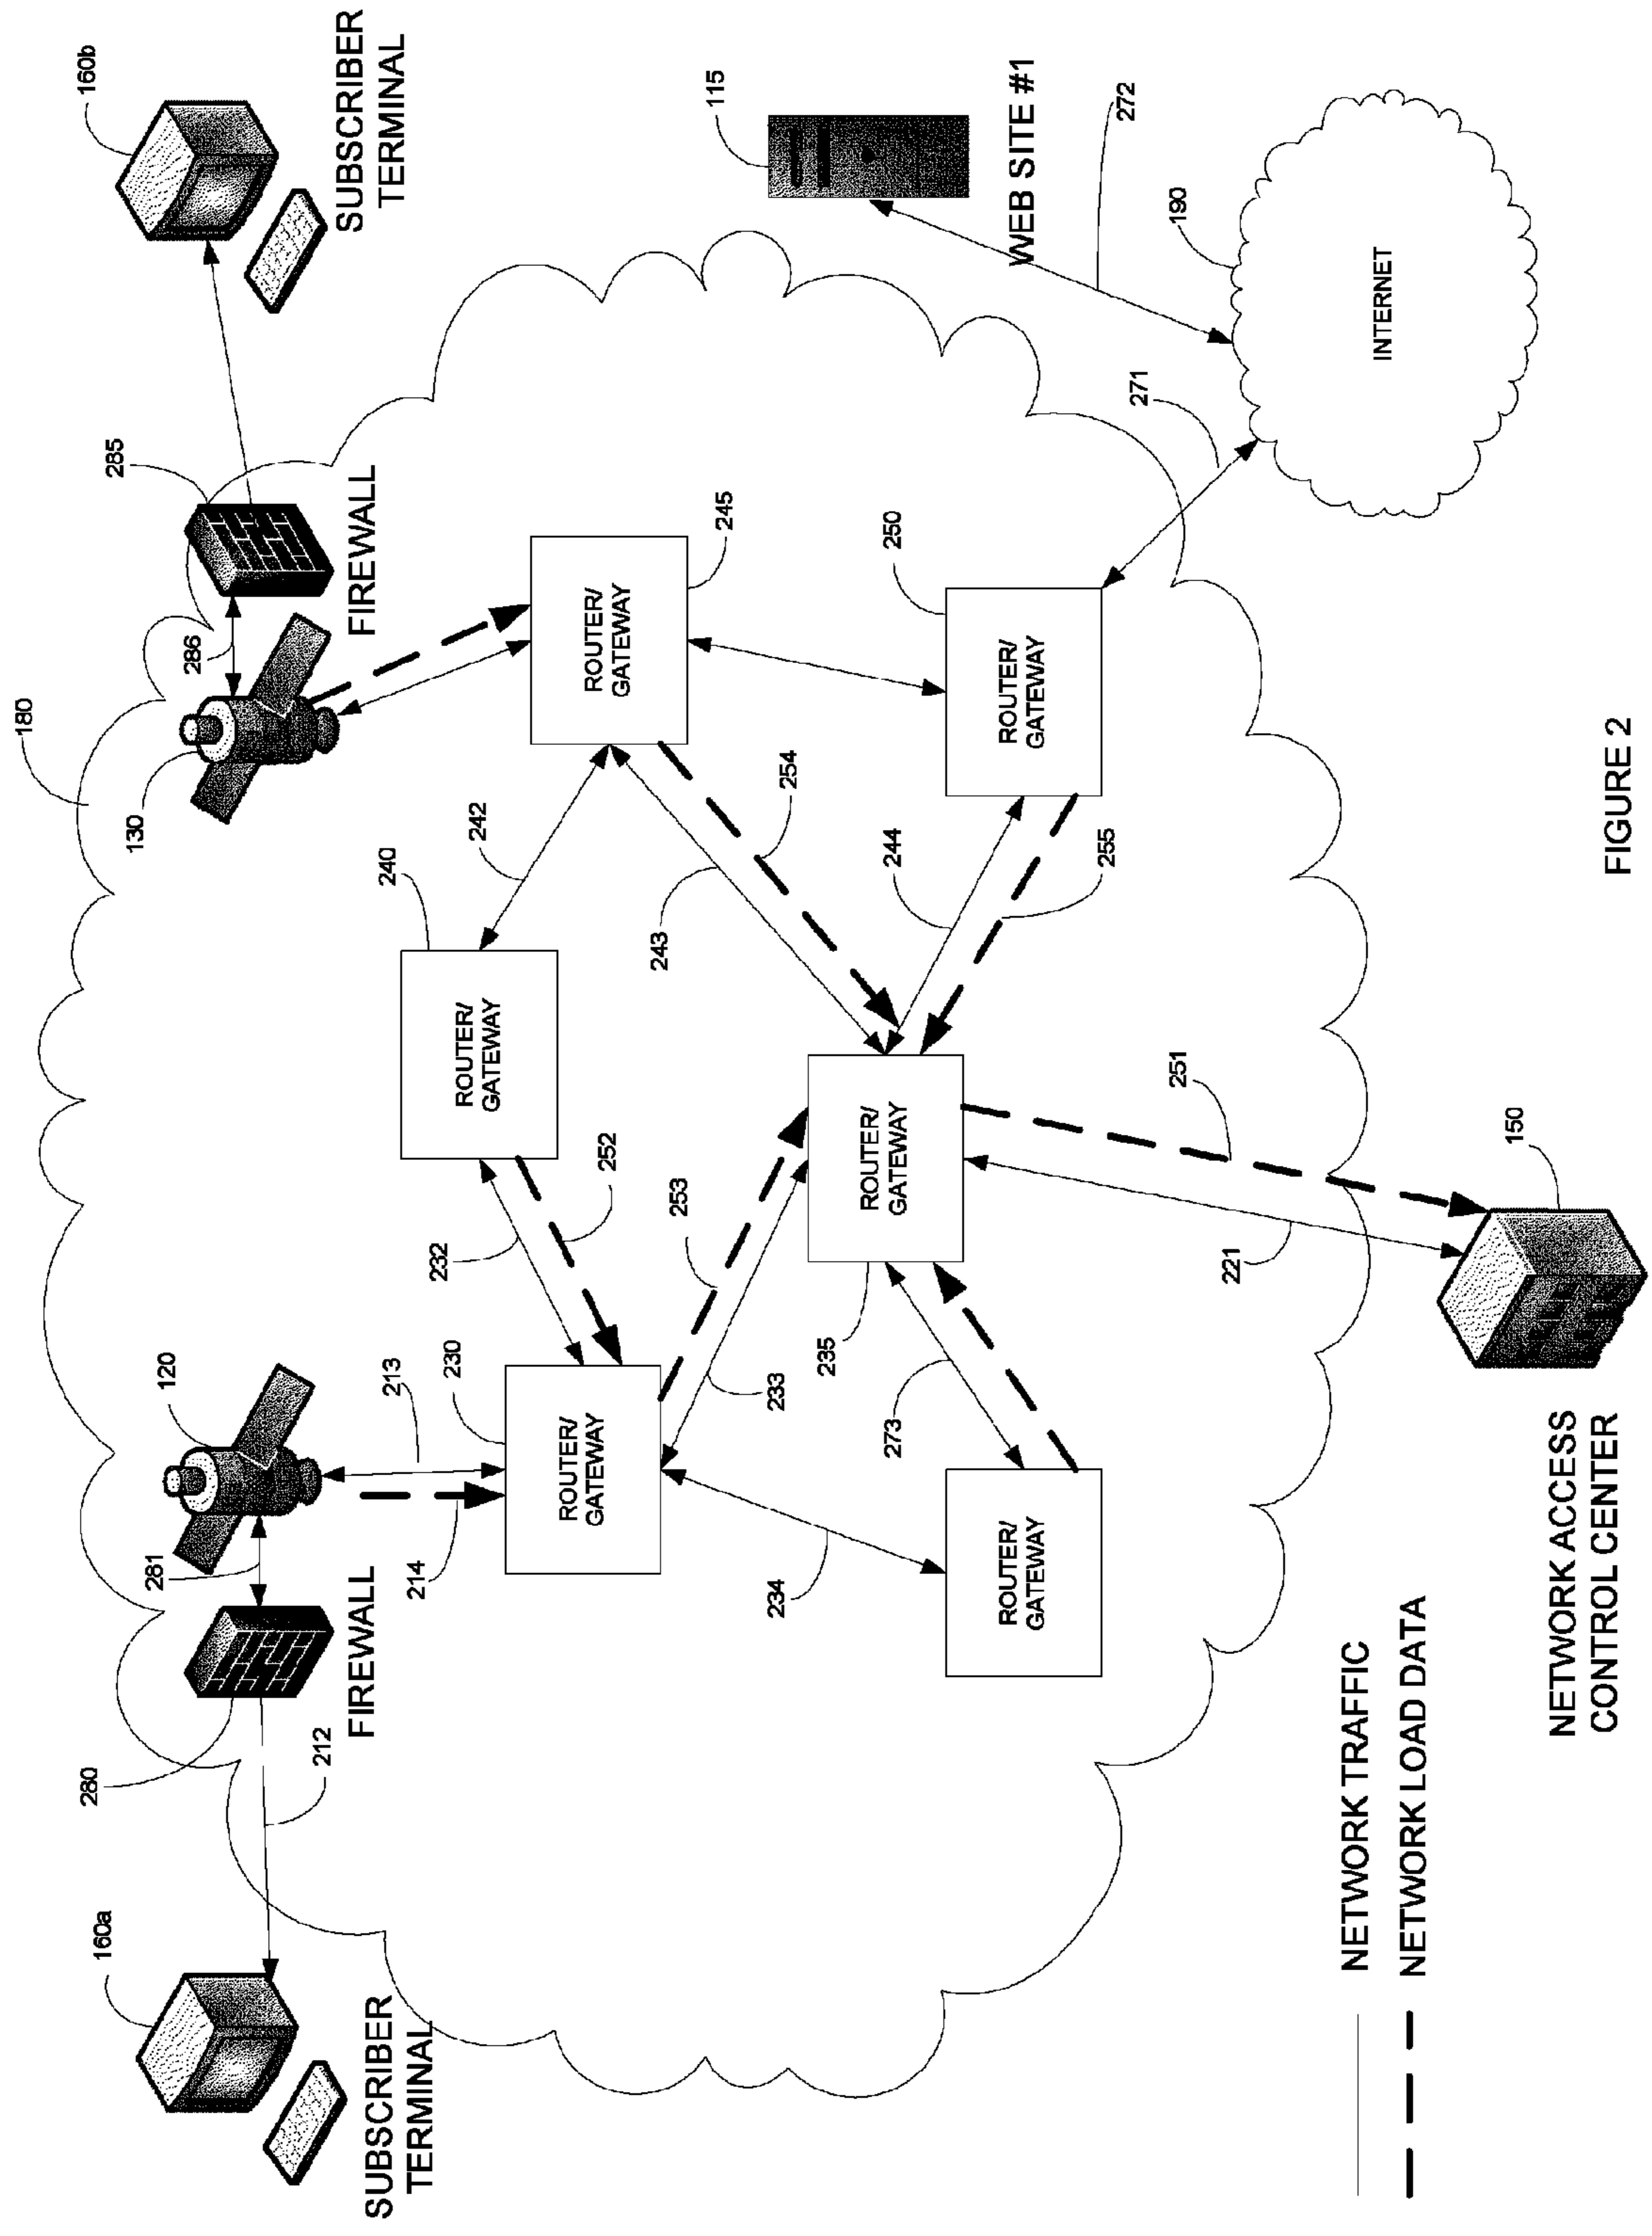 160a
SUBSCRIBER
TERMINAL
280
212
FIREWALL
281
120
213
214
180
130
286
285
FIREWALL
160b
SUBSCRIBER
TERMINAL
230
ROUTER/
GATEWAY
232
252
240
ROUTER/
GATEWAY
242
245
ROUTER/
GATEWAY
115
WEB SITE #1
272
234
233
253
243
254
273
235
ROUTER/
GATEWAY
244
255
250
ROUTER/
GATEWAY
271
190
INTERNET
ROUTER/
GATEWAY
221
251
150
NETWORK ACCESS
CONTROL CENTER
NETWORK TRAFFIC
NETWORK LOAD DATA
FIGURE 2